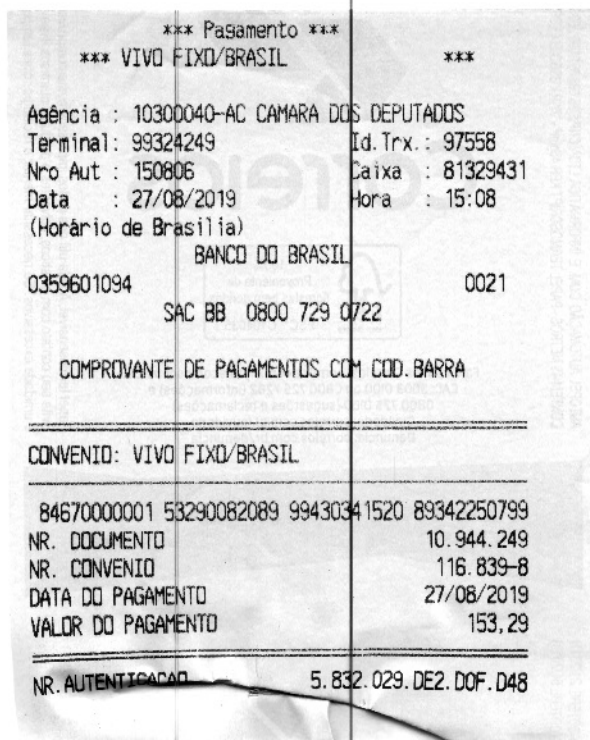 *** Pagamento ***
*** VIVO FIXO/BRASIL ***
Agência : 10300040-AC CAMARA DOS DEPUTADOS
Terminal: 99324249 Id.Trx.: 97558
Nro Aut : 150806 Caixa : 81329431
Data : 27/08/2019 Hora : 15:08
(Horário de Brasilia)
BANCO DO BRASIL
0359601094 0021
SAC BB 0800 729 0722
COMPROVANTE DE PAGAMENTOS COM COD.BARRA
CONVENIO: VIVO FIXO/BRASIL
84670000001 53290082089 99430341520 89342250799
NR. DOCUMENTO 10.944.249
NR. CONVENIO 116.839-8
DATA DO PAGAMENTO 27/08/2019
VALOR DO PAGAMENTO 153,29
NR.AUTENTICACAO 5.832.029.DE2.DOF.D48